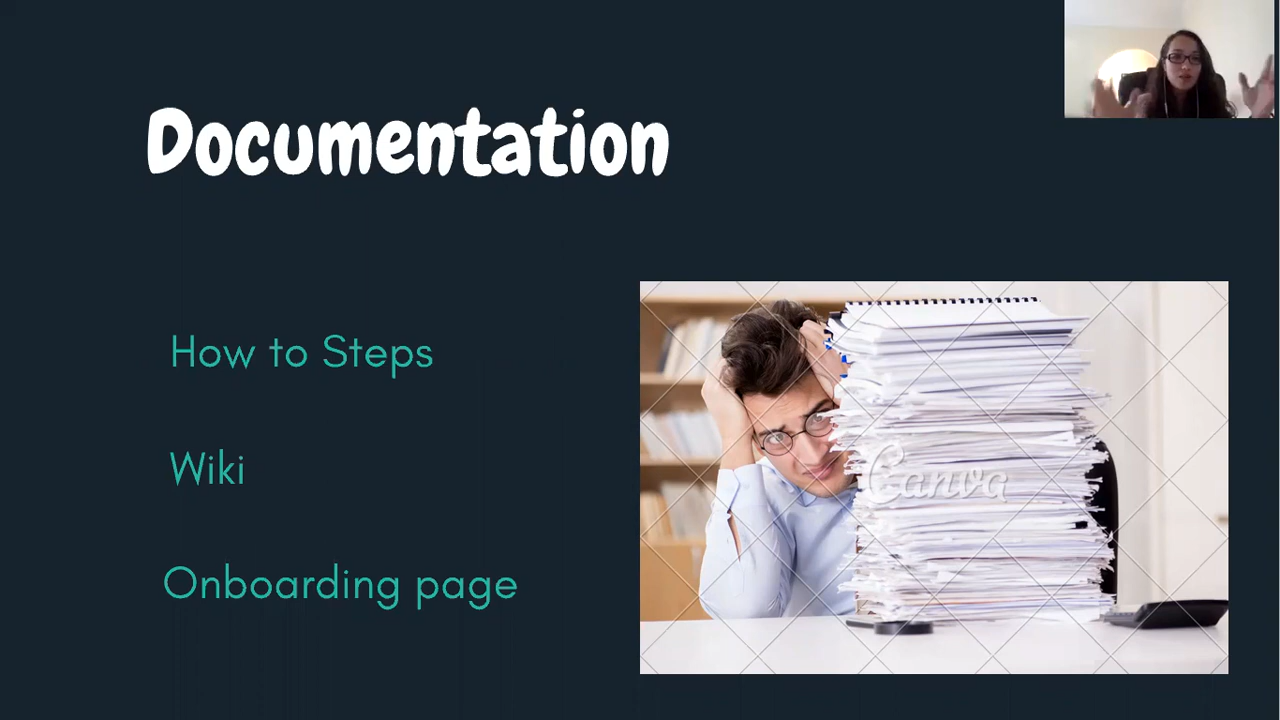 Documentation
How to Steps
Wiki
Canva
Onboarding page